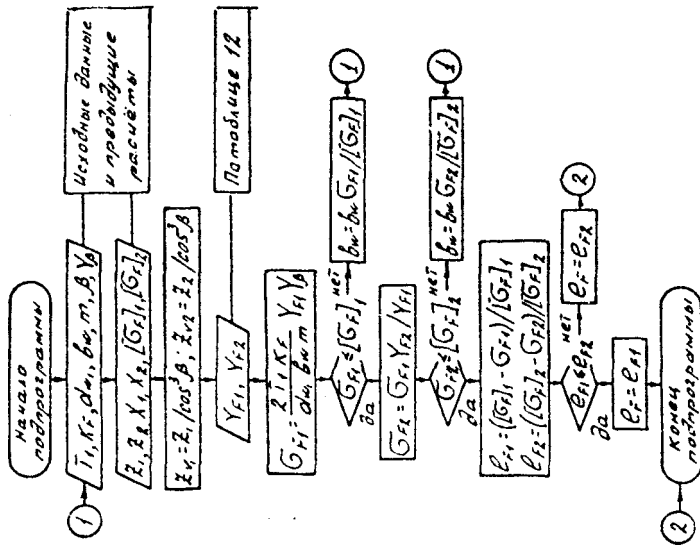 Начало
подпрограммы
1
T₁, K_F, d_w₁, b_w, m, β, Y_β
Исходные данные
и предыдущие
расчёты
Z₁, Z₂, X₁, X₂, [σ_F]₁, [σ_F]₂
Z_v₁ = Z₁/cos³β; Z_v₂ = Z₂/cos³β
Y_F1, Y_F2
По таблице 12
σ_F1 = (2T₁K_F / d_w₁ b_w m) Y_F1 Y_β
σ_F1 ≤ [σ_F]₁
нет
b_w = b_w σ_F1/[σ_F]₁
1
да
σ_F2 = σ_F1 Y_F2/Y_F1
σ_F2 ≤ [σ_F]₂
нет
b_w = b_w σ_F2/[σ_F]₂
1
да
e_F1 = ([σ_F]₁ - σ_F1)/[σ_F]₁
e_F2 = ([σ_F]₂ - σ_F2)/[σ_F]₂
нет
e_F = e_F2
2
да
e_F = e_F1
2
Конец
подпрограммы